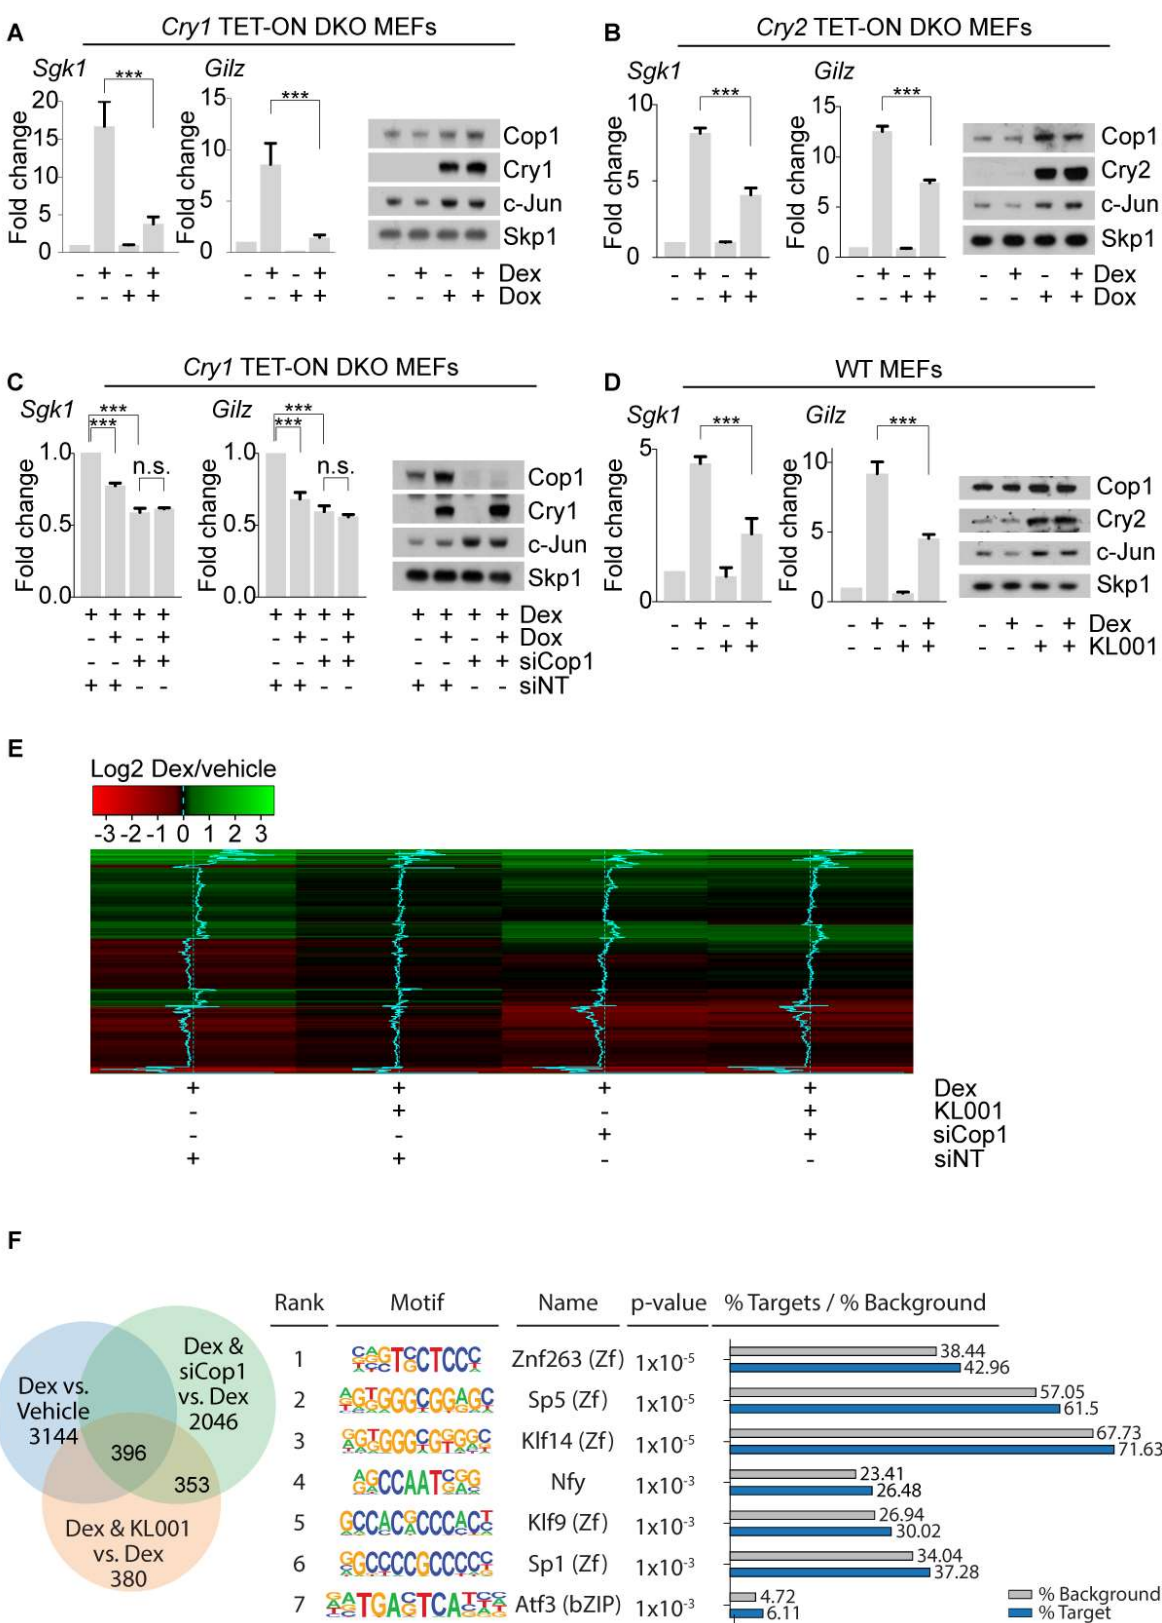 A
Cry1 TET-ON DKO MEFs
Sgk1
Gilz
Fold change
20
15
10
5
0
***
Fold change
15
10
5
0
***
Cop1
Cry1
c-Jun
Skp1
- + - + - + - + - + - + Dex
- - + + - - + + - - + + Dox
B
Cry2 TET-ON DKO MEFs
Sgk1
Gilz
Fold change
10
5
0
***
Fold change
15
10
5
0
***
Cop1
Cry2
c-Jun
Skp1
- + - + - + - + - + - + Dex
- - + + - - + + - - + + Dox
C
Cry1 TET-ON DKO MEFs
Sgk1
Gilz
Fold change
1.0
0.5
0.0
***
***
n.s.
Fold change
1.0
0.5
0.0
***
***
n.s.
Cop1
Cry1
c-Jun
Skp1
+ + + + + + + + + + + + Dex
- + - + - + - + - + - + Dox
- - + + - - + + - - + + siCop1
+ + - - + + - - + + - - siNT
D
WT MEFs
Sgk1
Gilz
Fold change
5
0
***
Fold change
10
5
0
***
Cop1
Cry2
c-Jun
Skp1
- + - + - + - + - + - + Dex
- - + + - - + + - - + + KL001
E
Log2 Dex/vehicle
-3 -2 -1 0 1 2 3
+ + + + Dex
- + - + KL001
- - + + siCop1
+ + - - siNT
F
Dex vs.
Vehicle
3144
Dex &
siCop1
vs. Dex
2046
396
353
Dex & KL001
vs. Dex
380
Rank Motif Name p-value % Targets / % Background
1 Znf263 (Zf) 1x10-5 38.44
42.96
2 Sp5 (Zf) 1x10-5 57.05
61.5
3 Klf14 (Zf) 1x10-5 67.73
71.63
4 Nfy 1x10-3 23.41
26.48
5 Klf9 (Zf) 1x10-3 26.94
30.02
6 Sp1 (Zf) 1x10-3 34.04
37.28
7 Atf3 (bZIP) 1x10-3 4.72
6.11
% Background
% Target